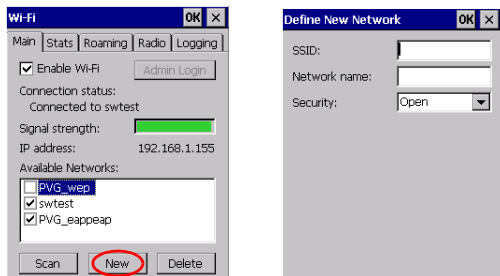 Wi-Fi OK ×
Main Stats Roaming Radio Logging
Enable Wi-Fi Admin Login
Connection status:
Connected to swtest
Signal strength:
IP address: 192.168.1.155
Available Networks:
PVG_wep
swtest
PVG_eappeap
Scan New Delete
Define New Network OK ×
SSID:
Network name:
Security: Open